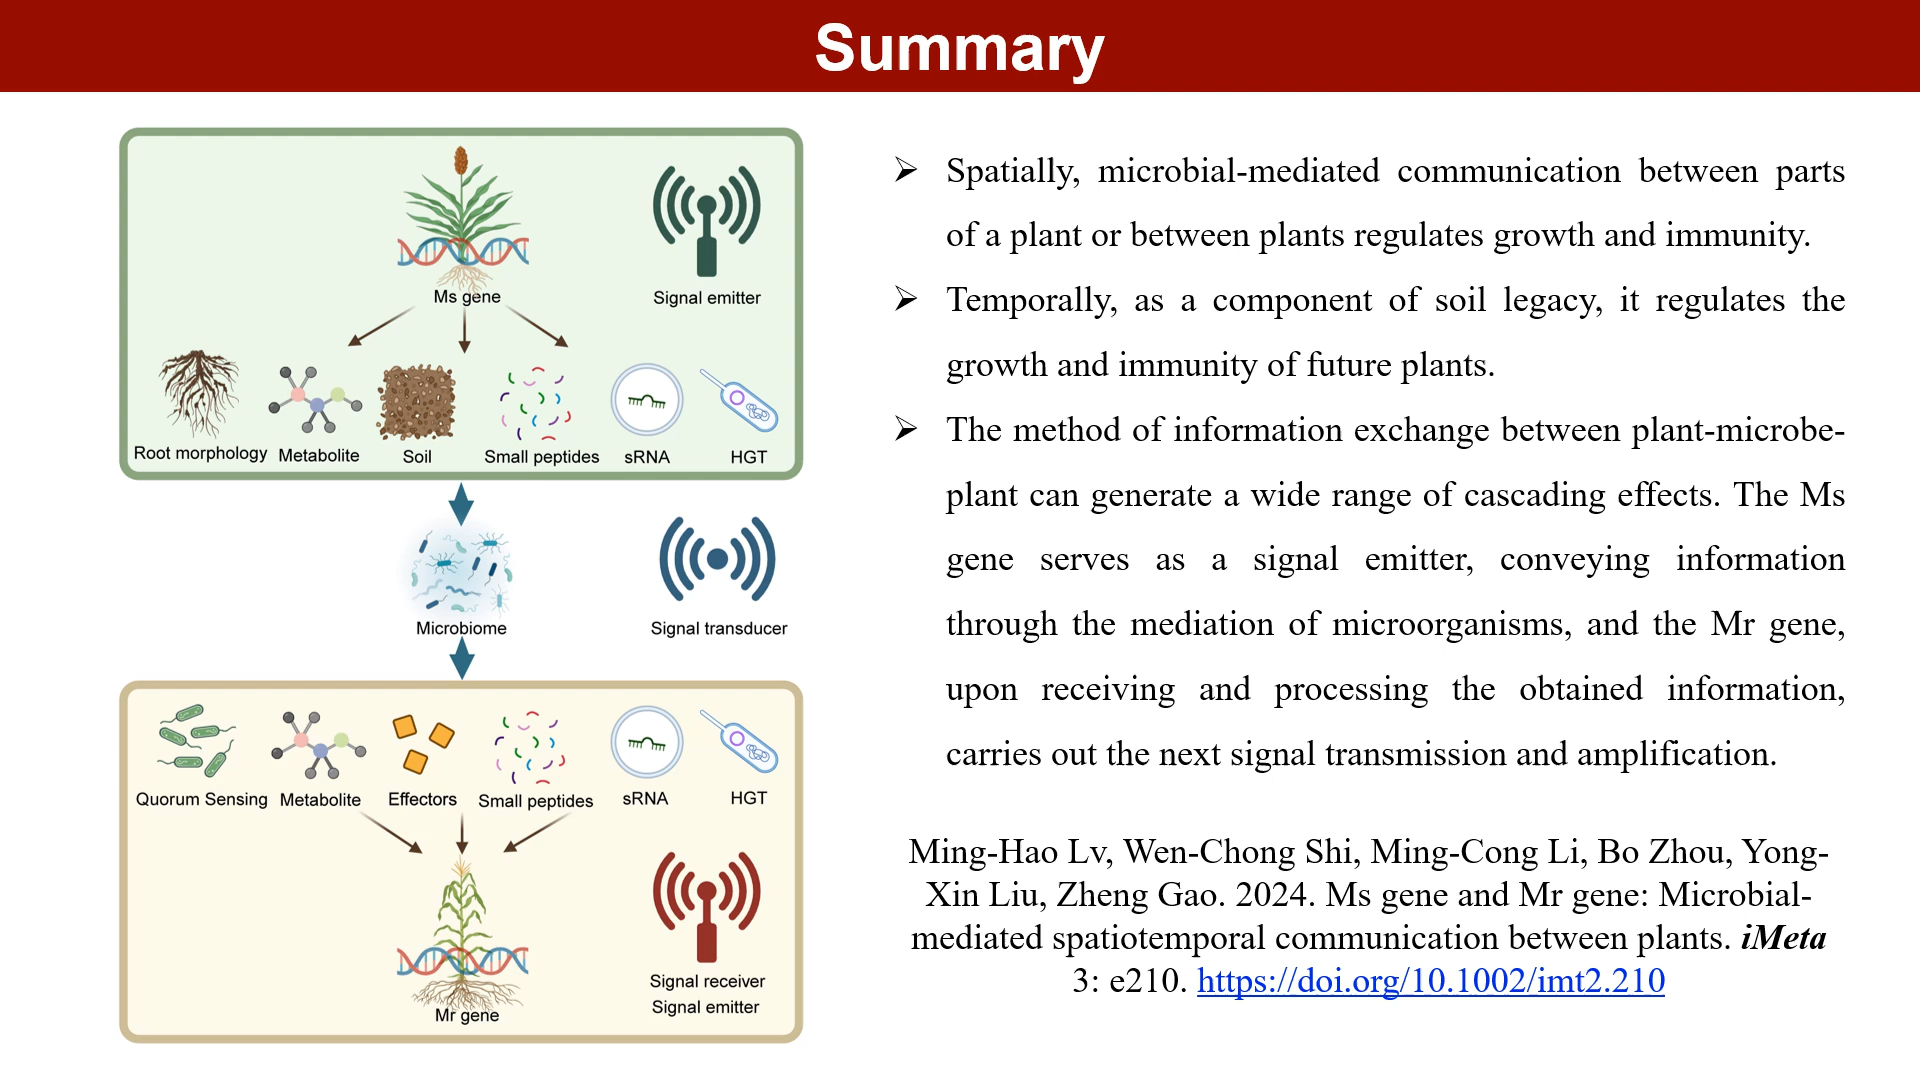 Summary
Ms gene
Signal emitter
Root morphology
Metabolite
Soil
Small peptides
sRNA
HGT
Microbiome
Signal transducer
Quorum Sensing
Metabolite
Effectors
Small peptides
sRNA
HGT
Signal receiver
Signal emitter
Mr gene
➢ Spatially, microbial-mediated communication between parts
of a plant or between plants regulates growth and immunity.
➢ Temporally, as a component of soil legacy, it regulates the
growth and immunity of future plants.
➢ The method of information exchange between plant-microbe-
plant can generate a wide range of cascading effects. The Ms
gene serves as a signal emitter, conveying information
through the mediation of microorganisms, and the Mr gene,
upon receiving and processing the obtained information,
carries out the next signal transmission and amplification.
Ming-Hao Lv, Wen-Chong Shi, Ming-Cong Li, Bo Zhou, Yong-
Xin Liu, Zheng Gao. 2024. Ms gene and Mr gene: Microbial-
mediated spatiotemporal communication between plants. iMeta
3: e210. https://doi.org/10.1002/imt2.210